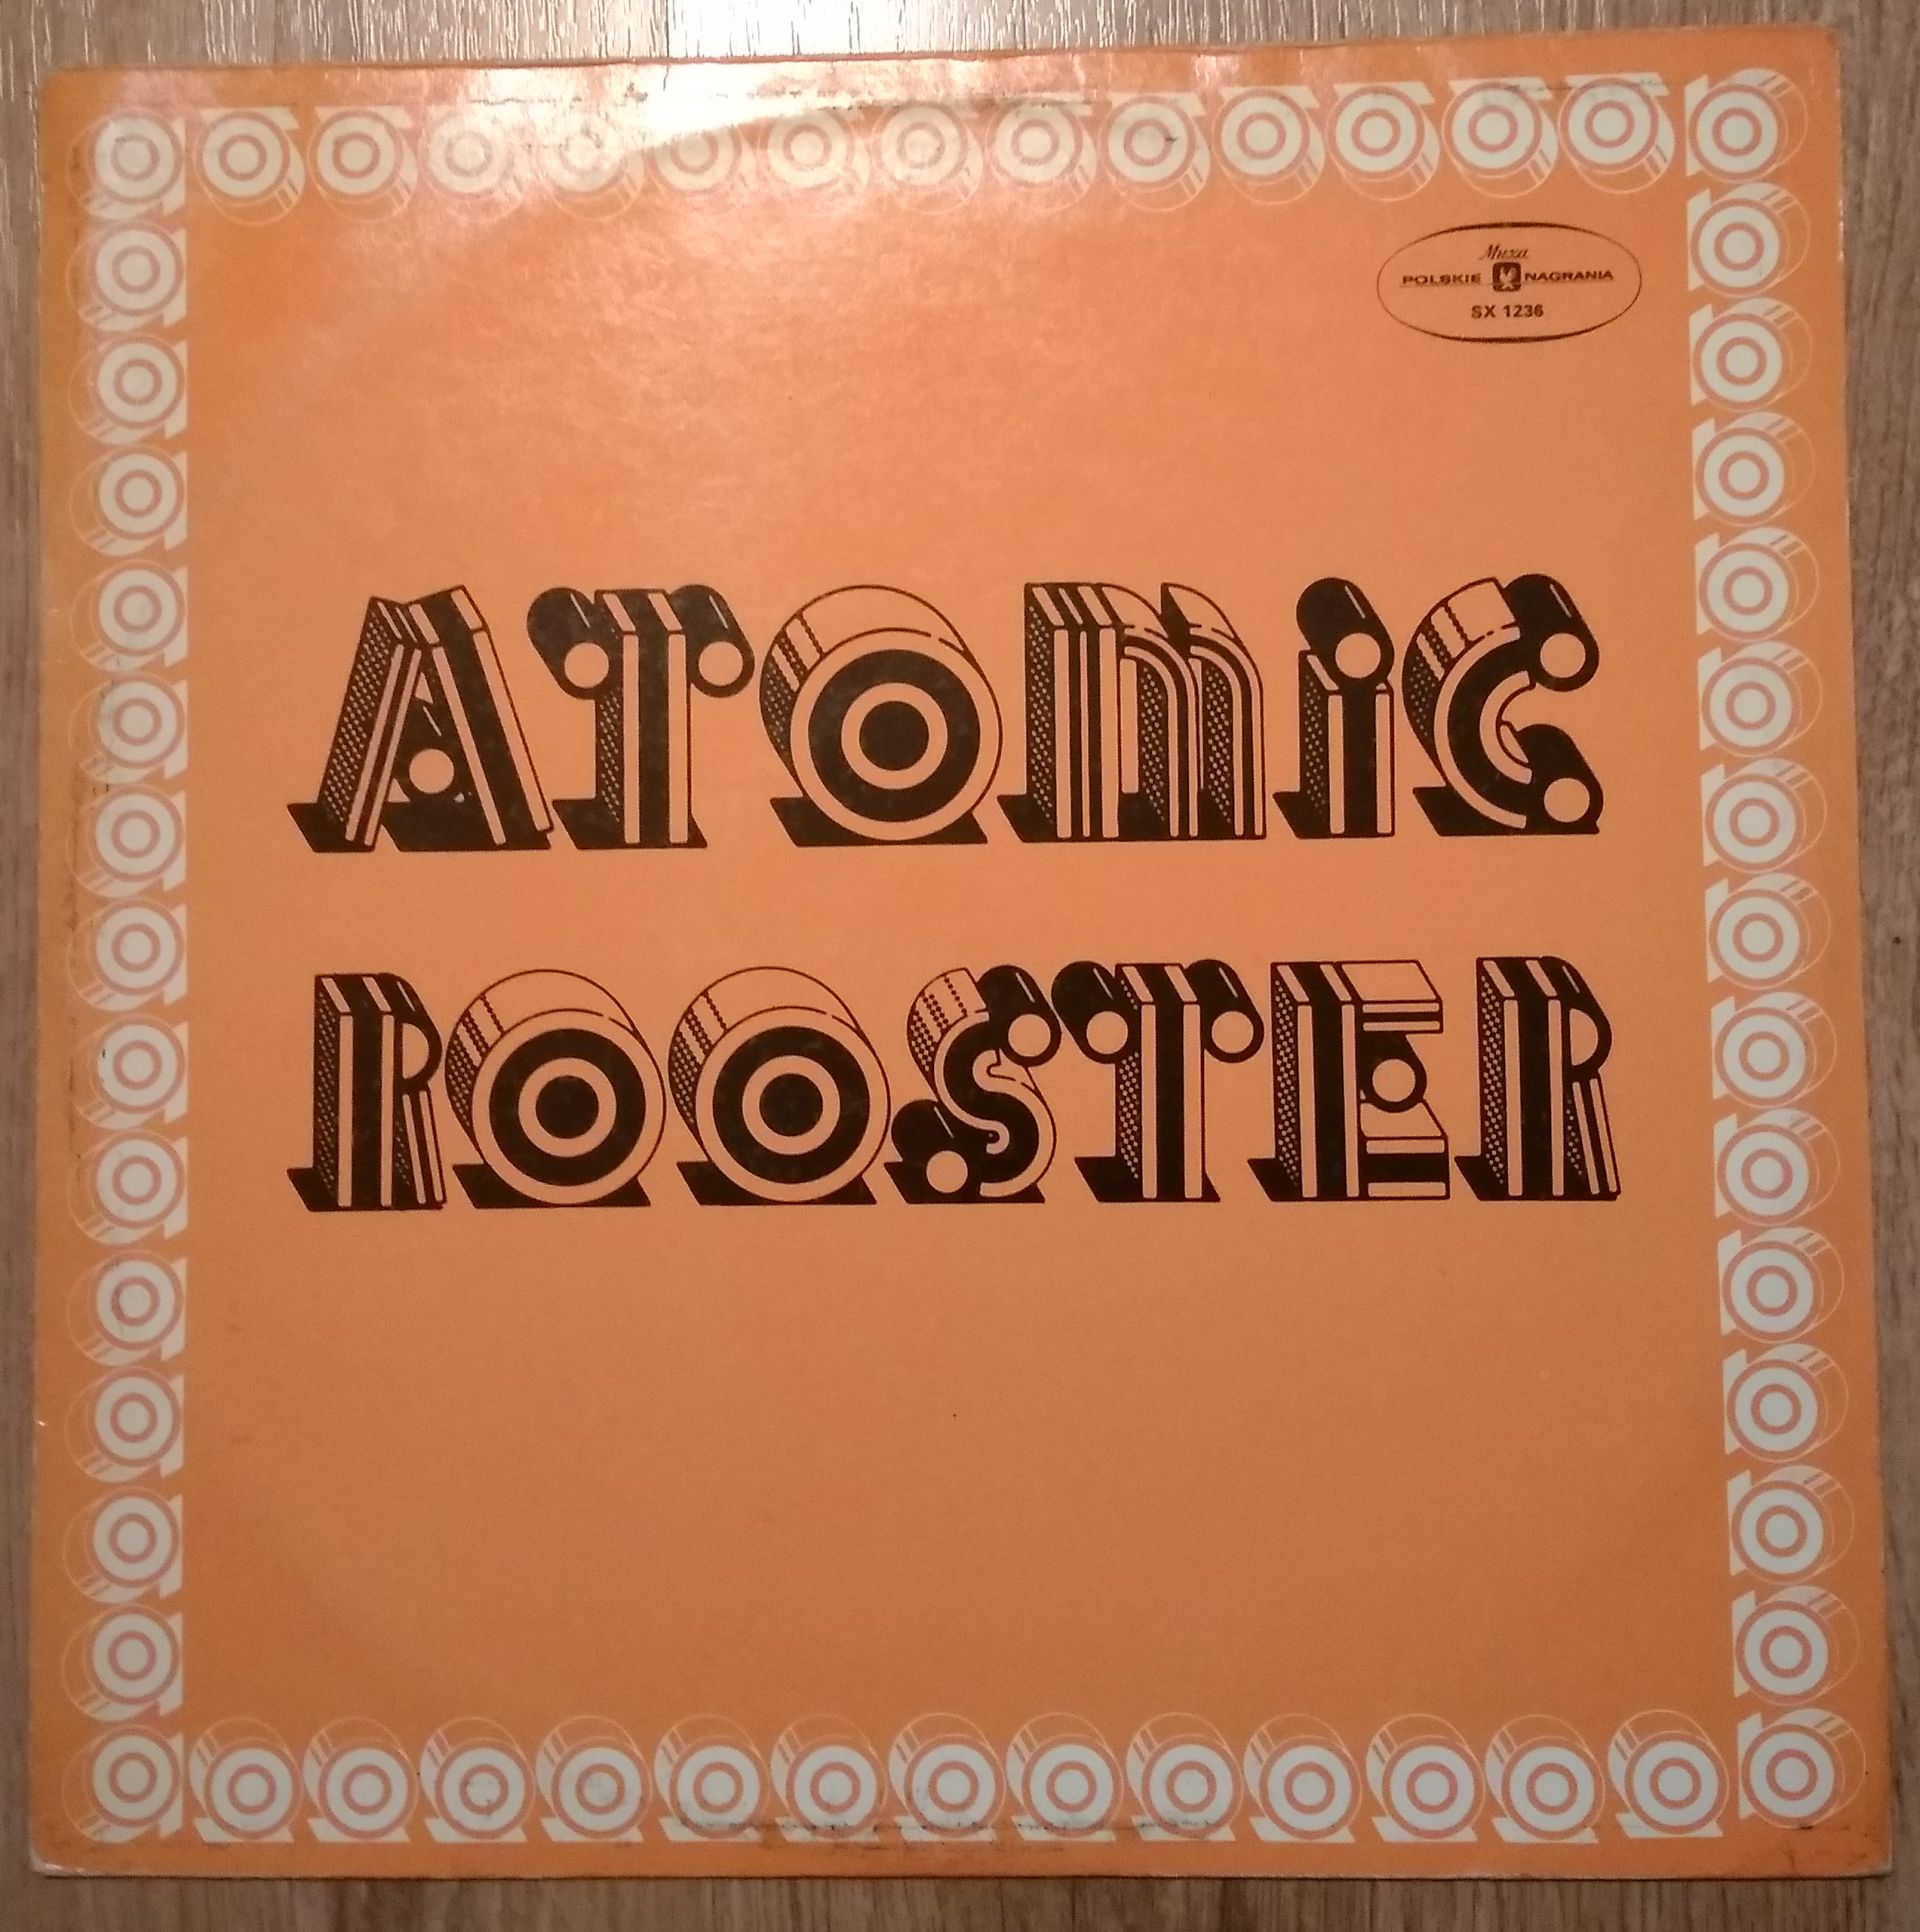 Muza
POLSKIE NAGRANIA
SX 1236
ATOMiC
ROOSTER